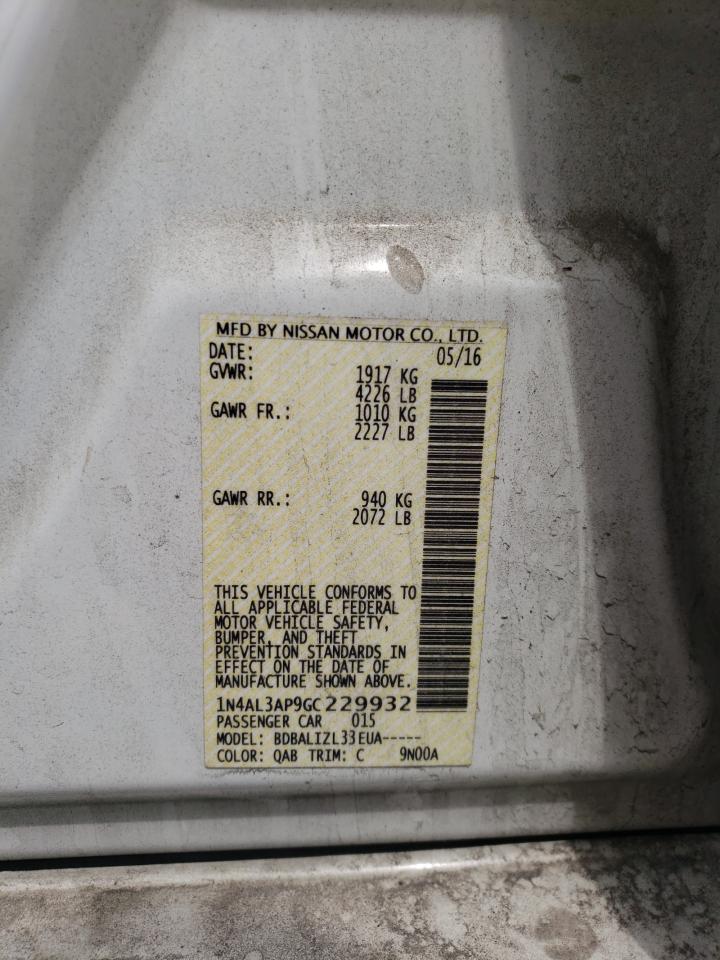 MFD BY NISSAN MOTOR CO., LTD.
DATE: 05/16
GVWR: 1917 KG
4226 LB
GAWR FR.: 1010 KG
2227 LB
GAWR RR.: 940 KG
2072 LB
THIS VEHICLE CONFORMS TO
ALL APPLICABLE FEDERAL
MOTOR VEHICLE SAFETY,
BUMPER, AND THEFT
PREVENTION STANDARDS IN
EFFECT ON THE DATE OF
MANUFACTURE SHOWN ABOVE.
1N4AL3AP9GC229932
PASSENGER CAR 015
MODEL: BDBALIZL33EUA-----
COLOR: QAB TRIM: C 9N00A